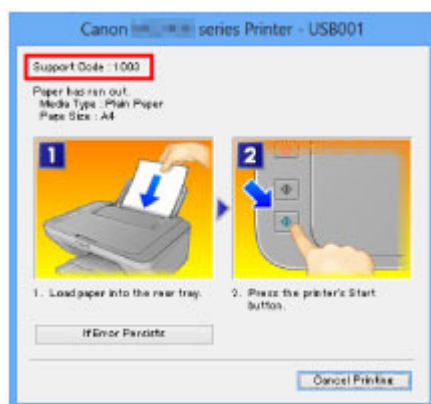 Canon series Printer - USB001
Support Code : 1003
Paper has run out.
Media Type : Plain Paper
Page Size : A4
1
2
1. Load paper into the rear tray.
2. Press the printer's Start
button.
If Error Persists
Cancel Printing